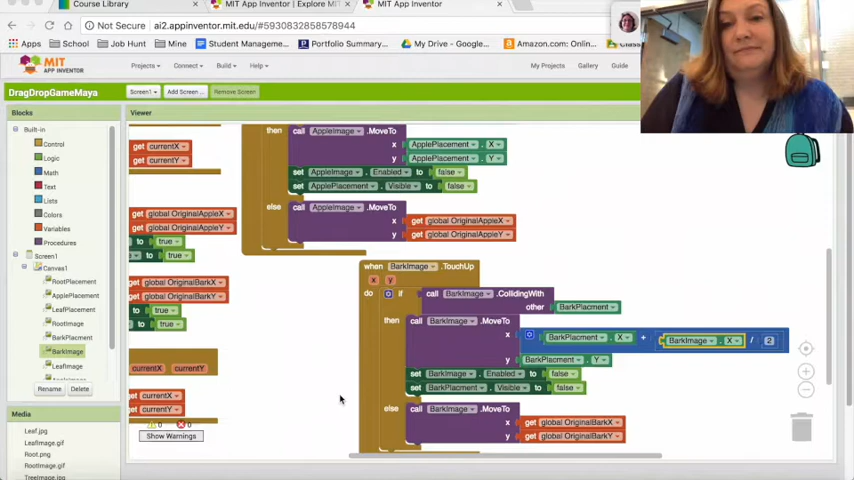 Course Library
MIT App Inventor | Explore M
MIT App Inventor
Not Secure ai2.appinventor.mit.edu/#5930832858578944
Apps School Job Hunt Student Management... Portfolio Summary... My Drive - Google... Amazon.com: Onlin...
MIT APP INVENTOR Projects Connect Build Help My Projects Gallery Guide
DragDropGameMaya Screen1 Add Screen ... Remove Screen
Blocks Viewer
Built-in
Control
Logic
Math
Text
Lists
Colors
Variables
Procedures
Screen1
Canvas1
RootPlacement
ApplePlacement
LeafPlacement
RootImage
BarkPlacment
BarkImage
LeafImage
Rename Delete
Media
Leaf.jpg
LeafImage.gif
Root.png
RootImage.gif
TreeImage.jpg
get currentX
get currentY
get global OriginalAppleX
get global OriginalAppleY
to true
to true
get global OriginalBarkX
get global OriginalBarkY
to true
to true
currentX currentY
get currentX
get currentY
0 0
Show Warnings
then call AppleImage .MoveTo
x ApplePlacement . X
y ApplePlacement . Y
set AppleImage . Enabled to false
set ApplePlacement . Visible to false
else call AppleImage .MoveTo
x get global OriginalAppleX
y get global OriginalAppleY
when BarkImage .TouchUp
x y
do if call BarkImage .CollidingWith
other BarkPlacment
then call BarkImage .MoveTo
x BarkPlacment . X + BarkImage . X / 2
y BarkPlacment . Y
set BarkImage . Enabled to false
set BarkPlacment . Visible to false
else call BarkImage .MoveTo
x get global OriginalBarkX
y get global OriginalBarkY